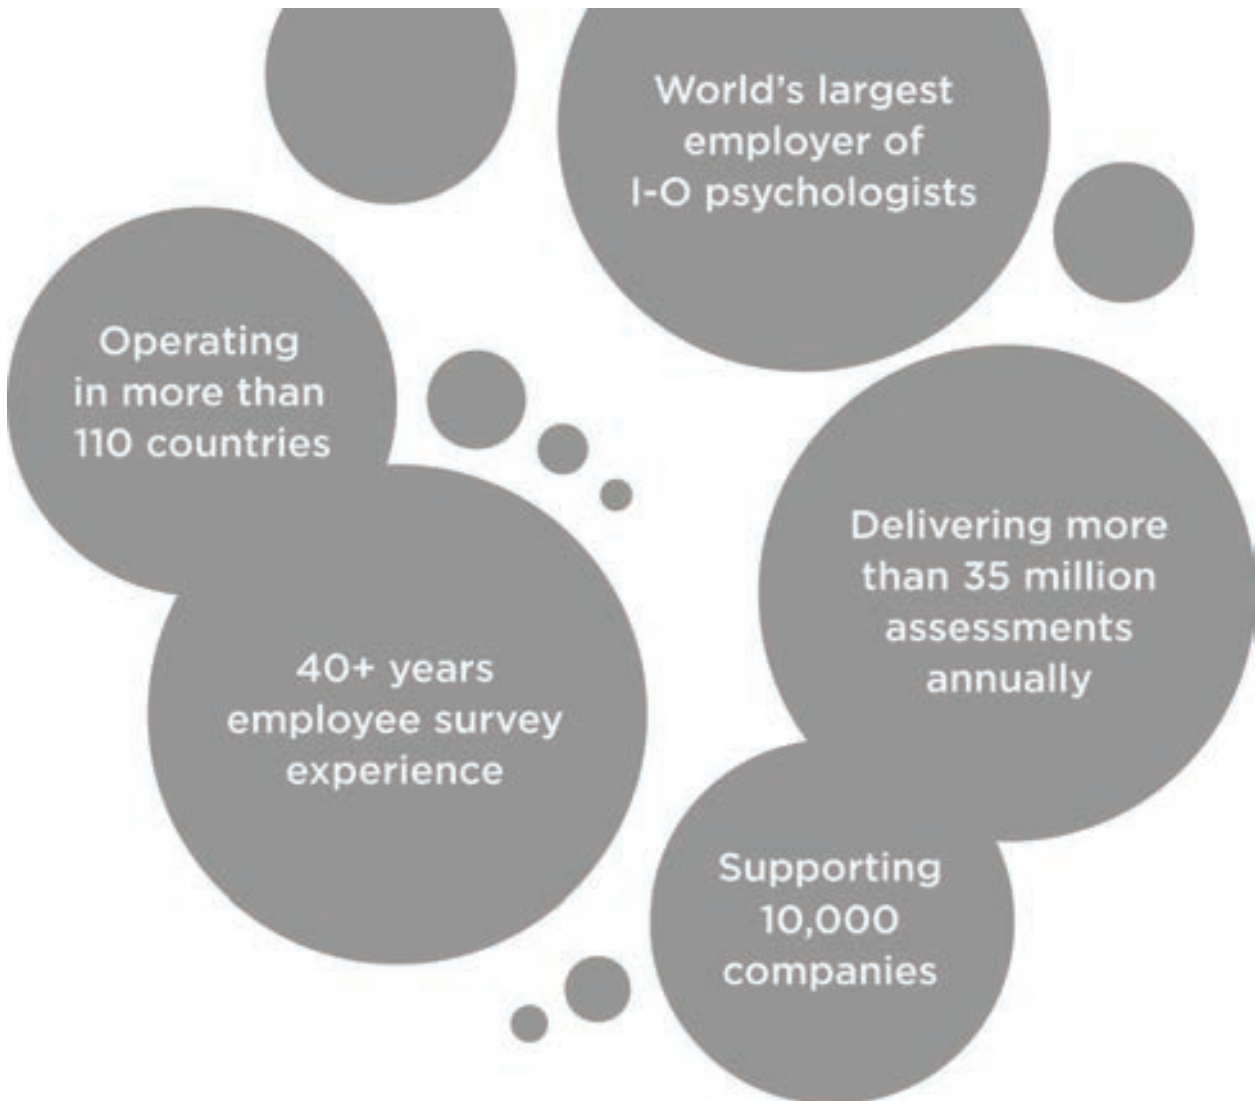 World's largest
employer of
I-O psychologists
Operating
in more than
110 countries
Delivering more
than 35 million
assessments
annually
40+ years
employee survey
experience
Supporting
10,000
companies